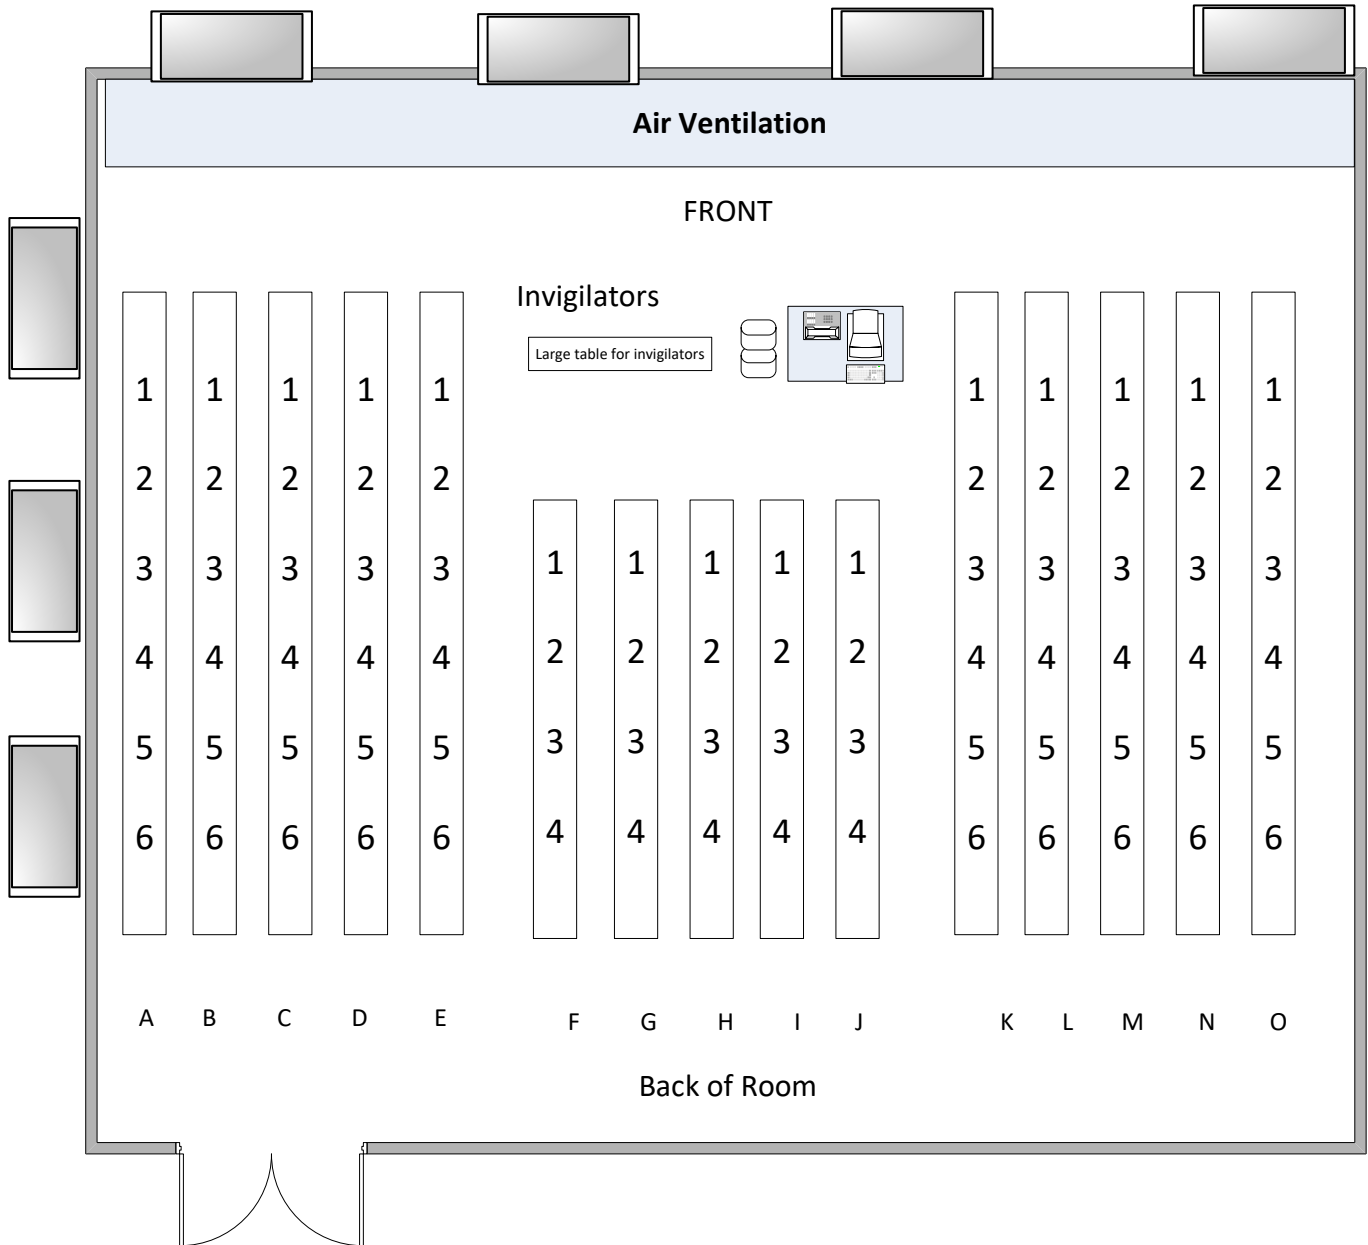 Air Ventilation
FRONT
Invigilators
Large table for invigilators
1 1 1 1 1 1 1 1 1 1
2 2 2 2 2 2 2 2 2 2
3 3 3 3 3 1 1 1 1 1 3 3 3 3 3
4 4 4 4 4 2 2 2 2 2 4 4 4 4 4
5 5 5 5 5 3 3 3 3 3 5 5 5 5 5
6 6 6 6 6 4 4 4 4 4 6 6 6 6 6
A B C D E F G H I J K L M N O
Back of Room